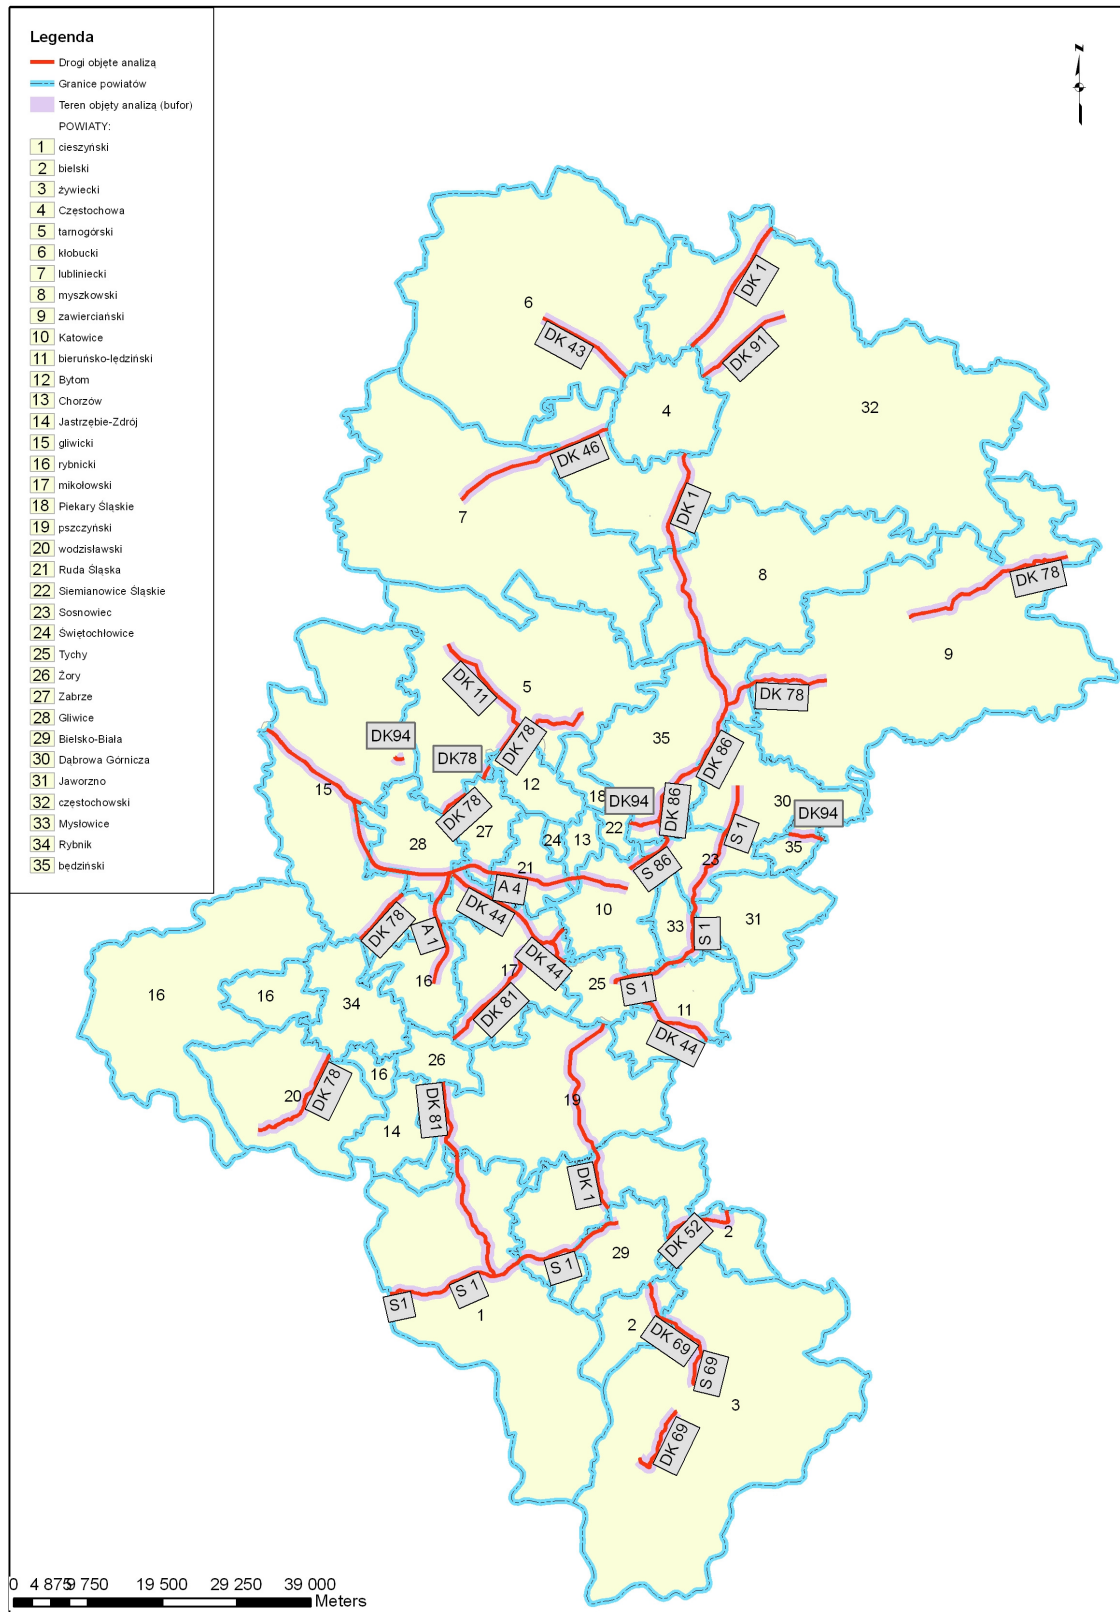 Legenda
Drogi objęte analizą
Granice powiatów
Teren objęty analizą (bufor)
POWIATY:
1 cieszyński
2 bielski
3 żywiecki
4 Częstochowa
5 tarnogórski
6 kłobucki
7 lubliniecki
8 myszkowski
9 zawierciański
10 Katowice
11 bieruńsko-lędziński
12 Bytom
13 Chorzów
14 Jastrzębie-Zdrój
15 gliwicki
16 rybnicki
17 mikołowski
18 Piekary Śląskie
19 pszczyński
20 wodzisławski
21 Ruda Śląska
22 Siemianowice Śląskie
23 Sosnowiec
24 Świętochłowice
25 Tychy
26 Żory
27 Zabrze
28 Gliwice
29 Bielsko-Biała
30 Dąbrowa Górnicza
31 Jaworzno
32 częstochowski
33 Mysłowice
34 Rybnik
35 będziński
z
DK 1
6
DK 43
DK 91
4
32
DK 46
7
DK 1
8
DK 78
9
DK 11
5
DK 78
DK 78
35
DK94
DK78
DK 86
15
12
18
DK94
DK 86
30
DK94
DK 78
27
22
S 1
35
28
24
13
23
21
S 86
A 4
10
DK 44
DK 78
A 1
33
S 1
31
DK 44
17
16
25
S 1
16
16
34
DK 81
11
DK 44
26
16
20
DK 78
DK 81
19
14
DK 1
DK 52
2
29
S 1
S 1
S1
1
2
DK 69
S 69
3
DK 69
0 4 875 9 750 19 500 29 250 39 000
Meters